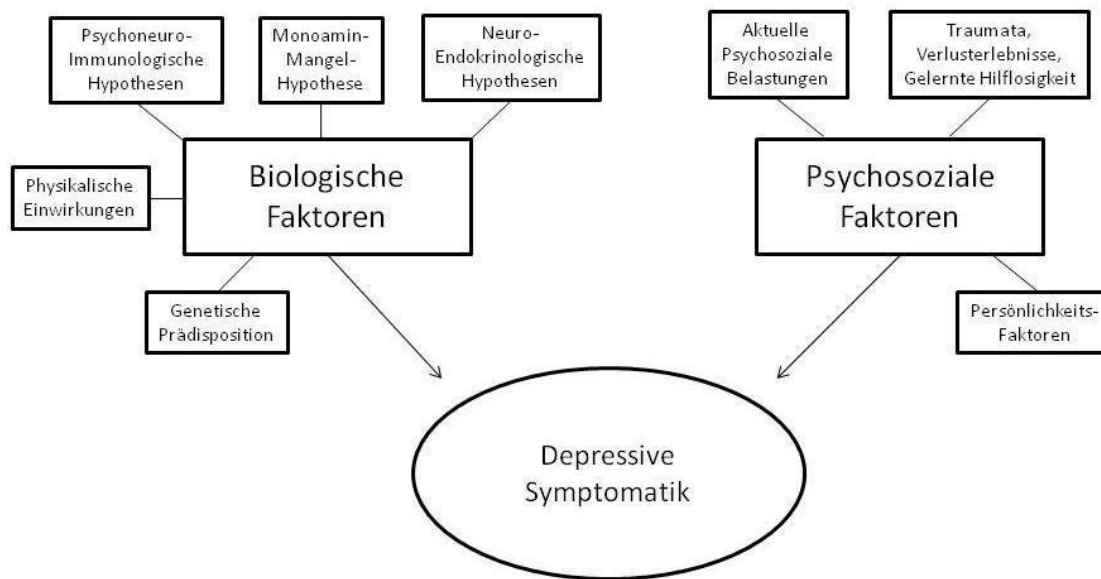 Psychoneuro-
Immunologische
Hypothesen
Monoamin-
Mangel-
Hypothese
Neuro-
Endokrinologische
Hypothesen
Aktuelle
Psychosoziale
Belastungen
Traumata,
Verlusterlebnisse,
Gelernte Hilflosigkeit
Physikalische
Einwirkungen
Biologische
Faktoren
Psychosoziale
Faktoren
Genetische
Prädisposition
Persönlichkeits-
Faktoren
Depressive
Symptomatik